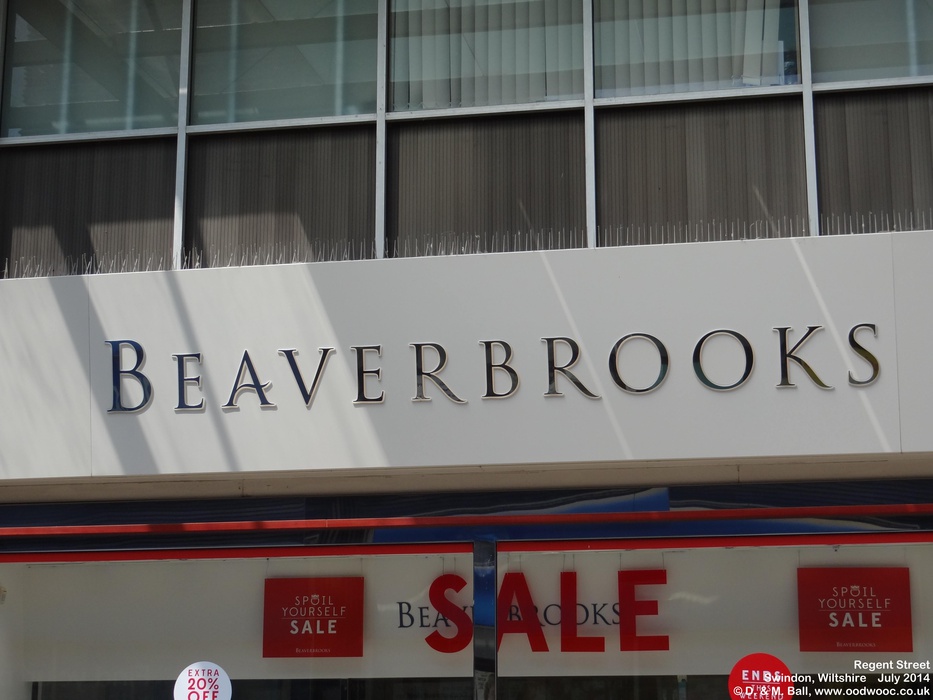 BEAVERBROOKS
SALE
BEAVERBROOKS
SPOIL
YOURSELF
SALE
BEAVERBROOKS
SPOIL
YOURSELF
SALE
BEAVERBROOKS
EXTRA
20%
OFF
ENDS
WEEKEND
Regent Street
Swindon, Wiltshire July 2014
© D. & M. Ball, www.oodwooc.co.uk